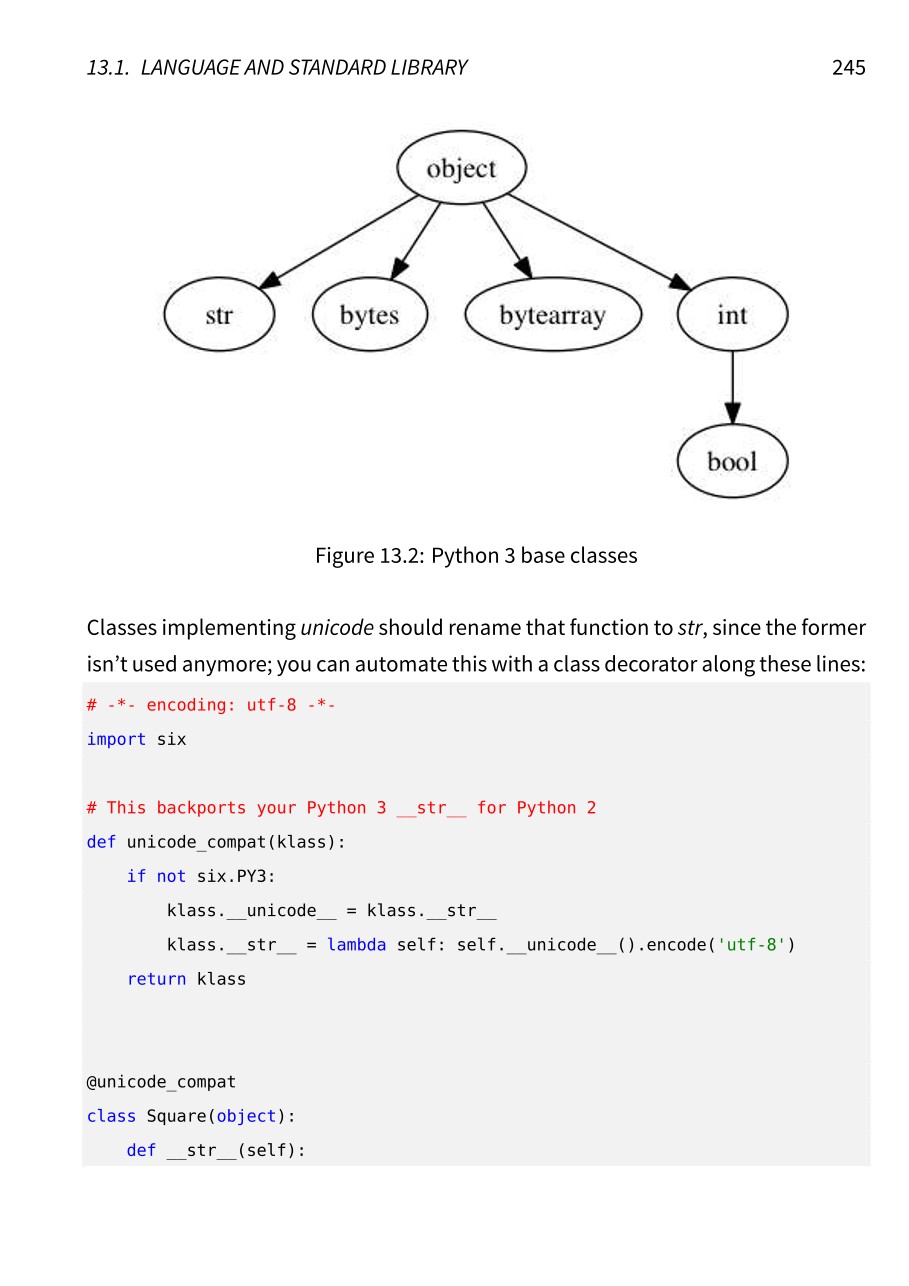 13.1. LANGUAGE AND STANDARD LIBRARY 245
object
str bytes bytearray int
bool
Figure 13.2: Python 3 base classes
Classes implementing unicode should rename that function to str, since the former
isn’t used anymore; you can automate this with a class decorator along these lines:
# -*- encoding: utf-8 -*-
import six
# This backports your Python 3 __str__ for Python 2
def unicode_compat(klass):
    if not six.PY3:
        klass.__unicode__ = klass.__str__
        klass.__str__ = lambda self: self.__unicode__().encode('utf-8')
    return klass
@unicode_compat
class Square(object):
    def __str__(self):